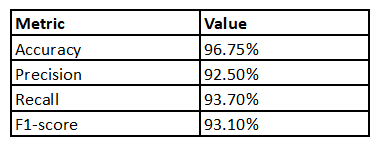 Metric Value
Accuracy 96.75%
Precision 92.50%
Recall 93.70%
F1-score 93.10%